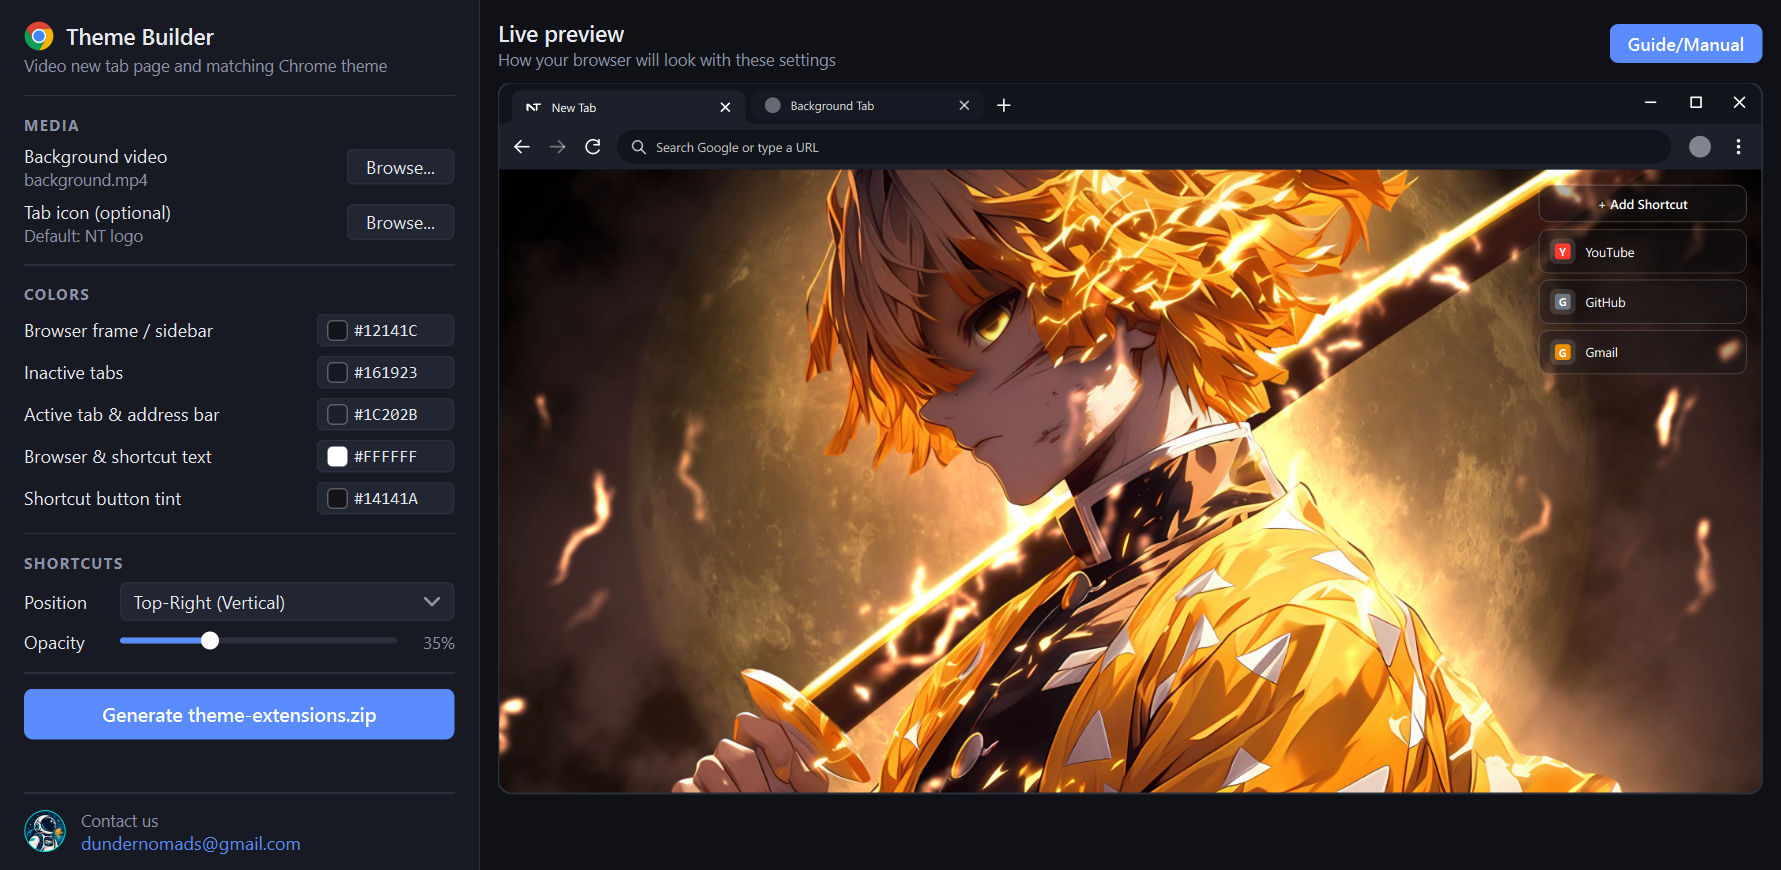 Theme Builder
Video new tab page and matching Chrome theme
MEDIA
Background video
background.mp4
Browse...
Tab icon (optional)
Default: NT logo
Browse...
COLORS
Browser frame / sidebar
#12141C
Inactive tabs
#161923
Active tab & address bar
#1C202B
Browser & shortcut text
#FFFFFF
Shortcut button tint
#14141A
SHORTCUTS
Position
Top-Right (Vertical)
Opacity
35%
Generate theme-extensions.zip
Contact us
dundernomads@gmail.com
Live preview
How your browser will look with these settings
Guide/Manual
NT New Tab
Background Tab
Search Google or type a URL
+ Add Shortcut
Y YouTube
G GitHub
G Gmail